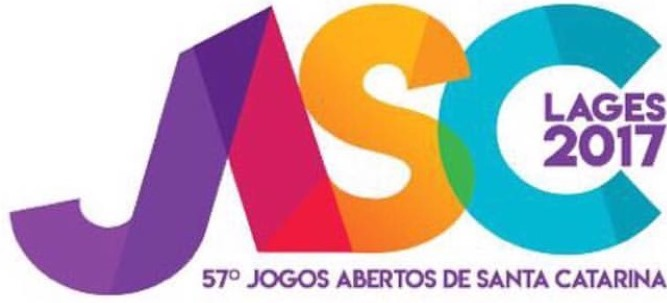 JASC
LAGES
2017
57º JOGOS ABERTOS DE SANTA CATARINA